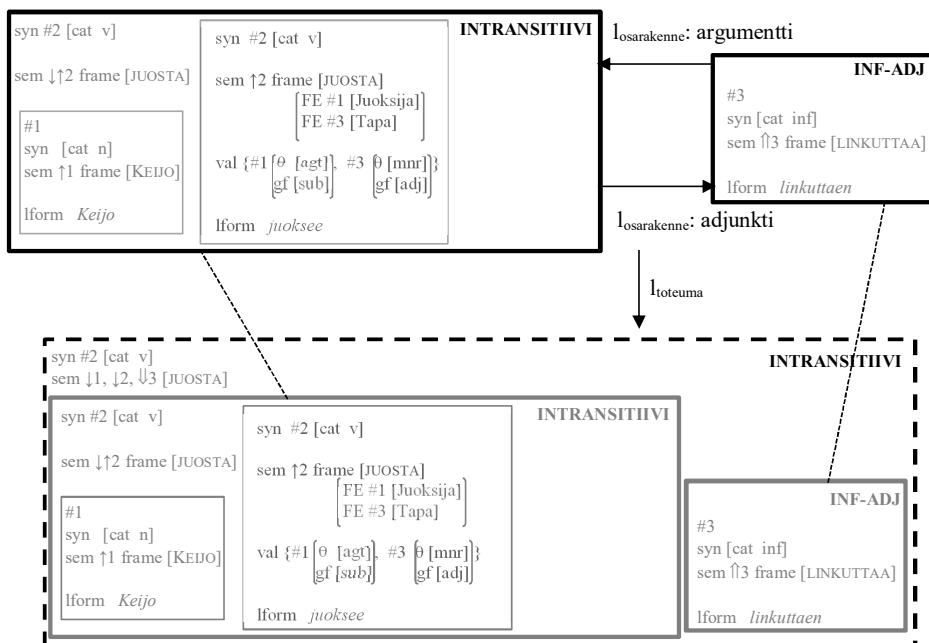 INTRANSITIIVI
syn #2 [cat v]
sem ↓↑2 frame [JUOSTA]
#1
syn [cat n]
sem ↑1 frame [KEIJO]
lform Keijo
syn #2 [cat v]
sem ↑2 frame [JUOSTA]
FE #1 [Juoksija]
FE #3 [Tapa]
val {#1 θ [agt], #3 θ [mnr]}
gf [sub] gf [adj]
lform juoksee
losarakenne: argumentti
INF-ADJ
#3
syn [cat inf]
sem ⇑3 frame [LINKUTTAA]
lform linkuttaen
losarakenne: adjunkti
ltoteuma
INTRANSITIIVI
syn #2 [cat v]
sem ↓1, ↓2, ⇓3 [JUOSTA]
INTRANSITIIVI
syn #2 [cat v]
sem ↓↑2 frame [JUOSTA]
#1
syn [cat n]
sem ↑1 frame [KEIJO]
lform Keijo
syn #2 [cat v]
sem ↑2 frame [JUOSTA]
FE #1 [Juoksija]
FE #3 [Tapa]
val {#1 θ [agt], #3 θ [mnr]}
gf [sub] gf [adj]
lform juoksee
INF-ADJ
#3
syn [cat inf]
sem ⇑3 frame [LINKUTTAA]
lform linkuttaen